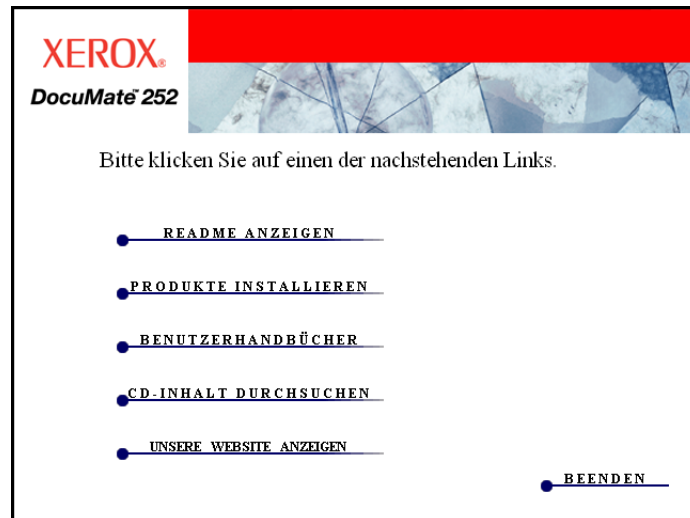 XEROX®
DocuMate™ 252
Bitte klicken Sie auf einen der nachstehenden Links.
README ANZEIGEN
PRODUKTE INSTALLIEREN
BENUTZERHANDBÜCHER
CD-INHALT DURCHSUCHEN
UNSERE WEBSITE ANZEIGEN
BEENDEN